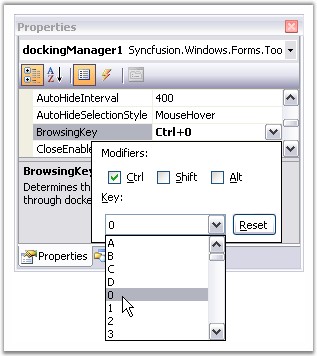 Properties
dockingManager1 Syncfusion.Windows.Forms.Too
AutoHideInterval 400
AutoHideSelectionStyle MouseHover
BrowsingKey Ctrl+0
CloseEnable
Modifiers:
Ctrl Shift Alt
Key:
0 Reset
A
B
C
D
0
1
2
3
BrowsingKey
Determines th
through docke
Properties